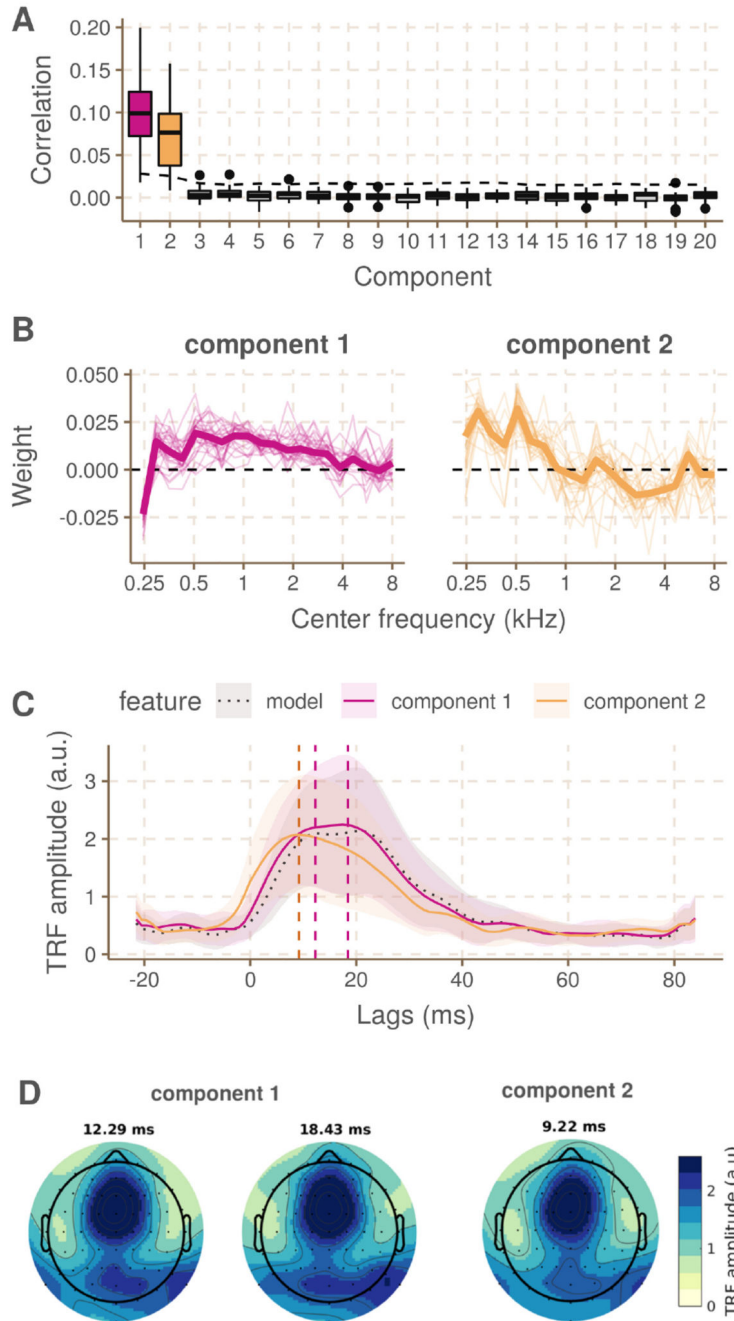 A
Correlation
0.20
0.15
0.10
0.05
0.00
1 2 3 4 5 6 7 8 9 10 11 12 13 14 15 16 17 18 19 20
Component
B
component 1 component 2
Weight
0.050
0.025
0.000
-0.025
0.25 0.5 1 2 4 8 0.25 0.5 1 2 4 8
Center frequency (kHz)
C
feature model component 1 component 2
TRF amplitude (a.u.)
3
2
1
0
-20 0 20 40 60 80
Lags (ms)
D
component 1 component 2
12.29 ms 18.43 ms 9.22 ms
2
1
0
TRF amplitude (a.u